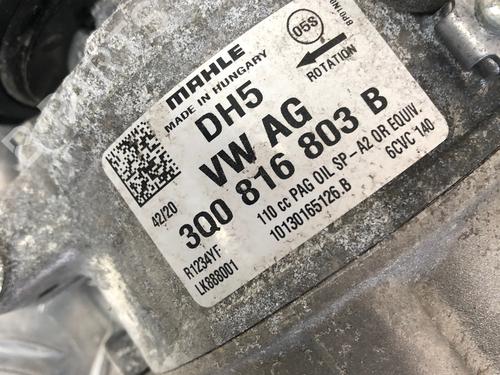 MAHLE
MADE IN HUNGARY
05S
ROTATION
DH5
VW AG
3Q0 816 803 B
42/20
110 cc PAG OIL SP-A2 OR EQUIV.
R1234YF
10130165126.B
6CVC 140
LK888001